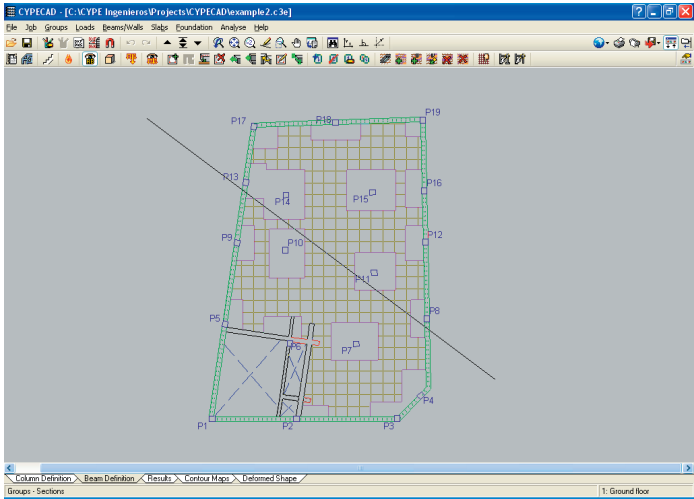 CYPECAD - [C:\CYPE Ingenieros\Projects\CYPECAD\example2.c3e]
File Job Groups Loads Beams/Walls Slabs Foundation Analyse Help
P19
P17 P18
P13 P16
P14 P15
P9 P10 P12
P11
P5 P8
P6 P7
P4
P1 P2 P3
Column Definition Beam Definition Results Contour Maps Deformed Shape
Groups - Sections 1: Ground floor